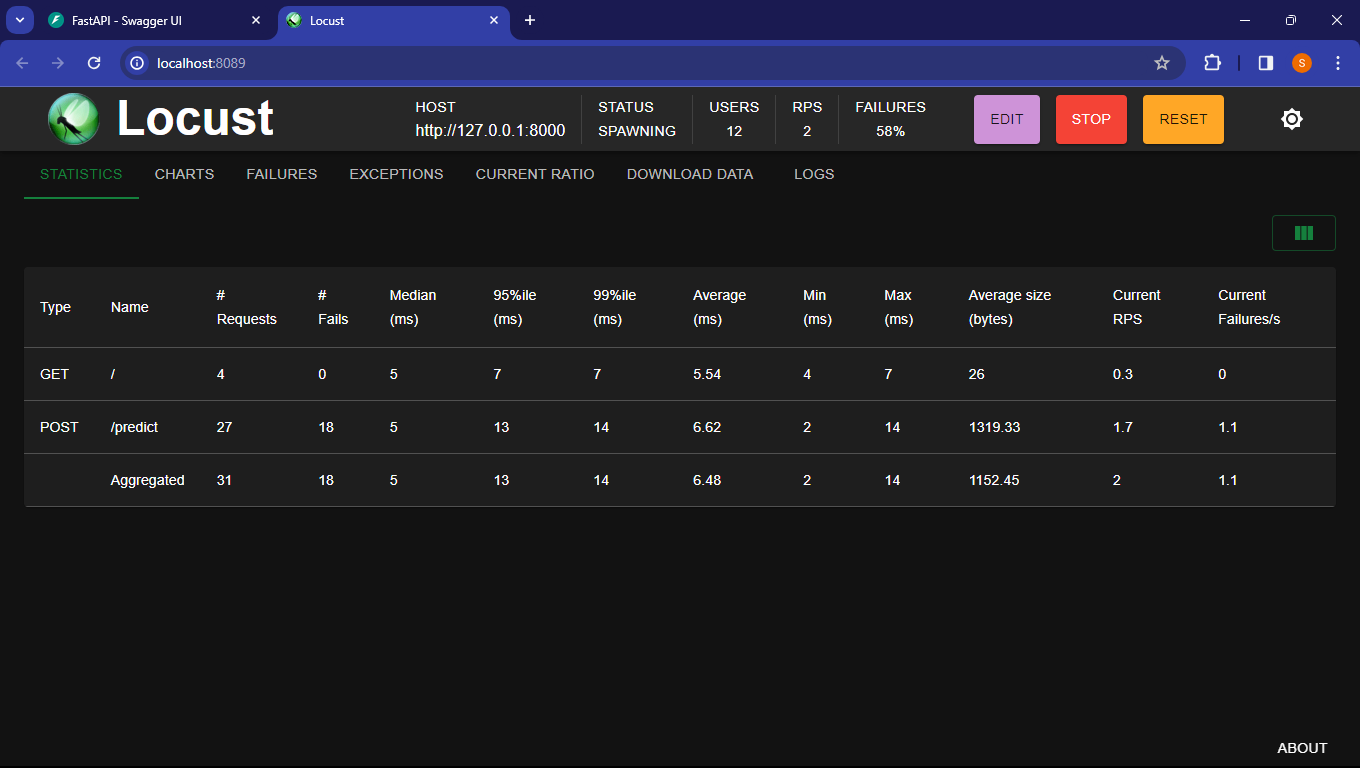 FastAPI - Swagger UI
Locust
localhost:8089
S
Locust
HOST
http://127.0.0.1:8000
STATUS
SPAWNING
USERS
12
RPS
2
FAILURES
58%
EDIT
STOP
RESET
STATISTICS CHARTS FAILURES EXCEPTIONS CURRENT RATIO DOWNLOAD DATA LOGS
Type Name # Requests # Fails Median (ms) 95%ile (ms) 99%ile (ms) Average (ms) Min (ms) Max (ms) Average size (bytes) Current RPS Current Failures/s
GET / 4 0 5 7 7 5.54 4 7 26 0.3 0
POST /predict 27 18 5 13 14 6.62 2 14 1319.33 1.7 1.1
Aggregated 31 18 5 13 14 6.48 2 14 1152.45 2 1.1
ABOUT